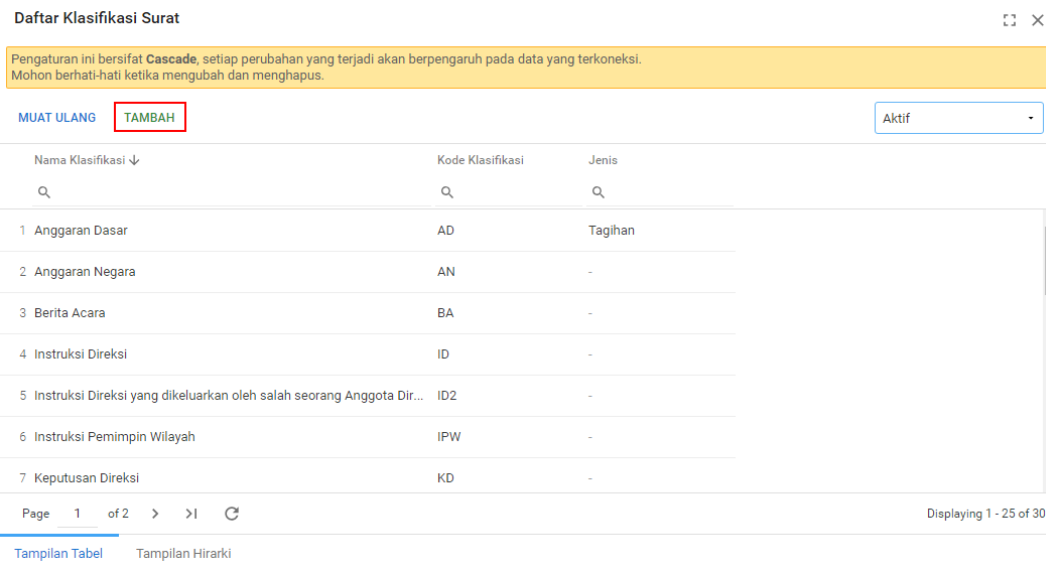 Daftar Klasifikasi Surat
Pengaturan ini bersifat Cascade, setiap perubahan yang terjadi akan berpengaruh pada data yang terkoneksi.
Mohon berhati-hati ketika mengubah dan menghapus.
MUAT ULANG TAMBAH Aktif
Nama Klasifikasi Kode Klasifikasi Jenis
1 Anggaran Dasar AD Tagihan
2 Anggaran Negara AN -
3 Berita Acara BA -
4 Instruksi Direksi ID -
5 Instruksi Direksi yang dikeluarkan oleh salah seorang Anggota Dir... ID2 -
6 Instruksi Pemimpin Wilayah IPW -
7 Keputusan Direksi KD -
Page 1 of 2 Displaying 1 - 25 of 30
Tampilan Tabel Tampilan Hirarki